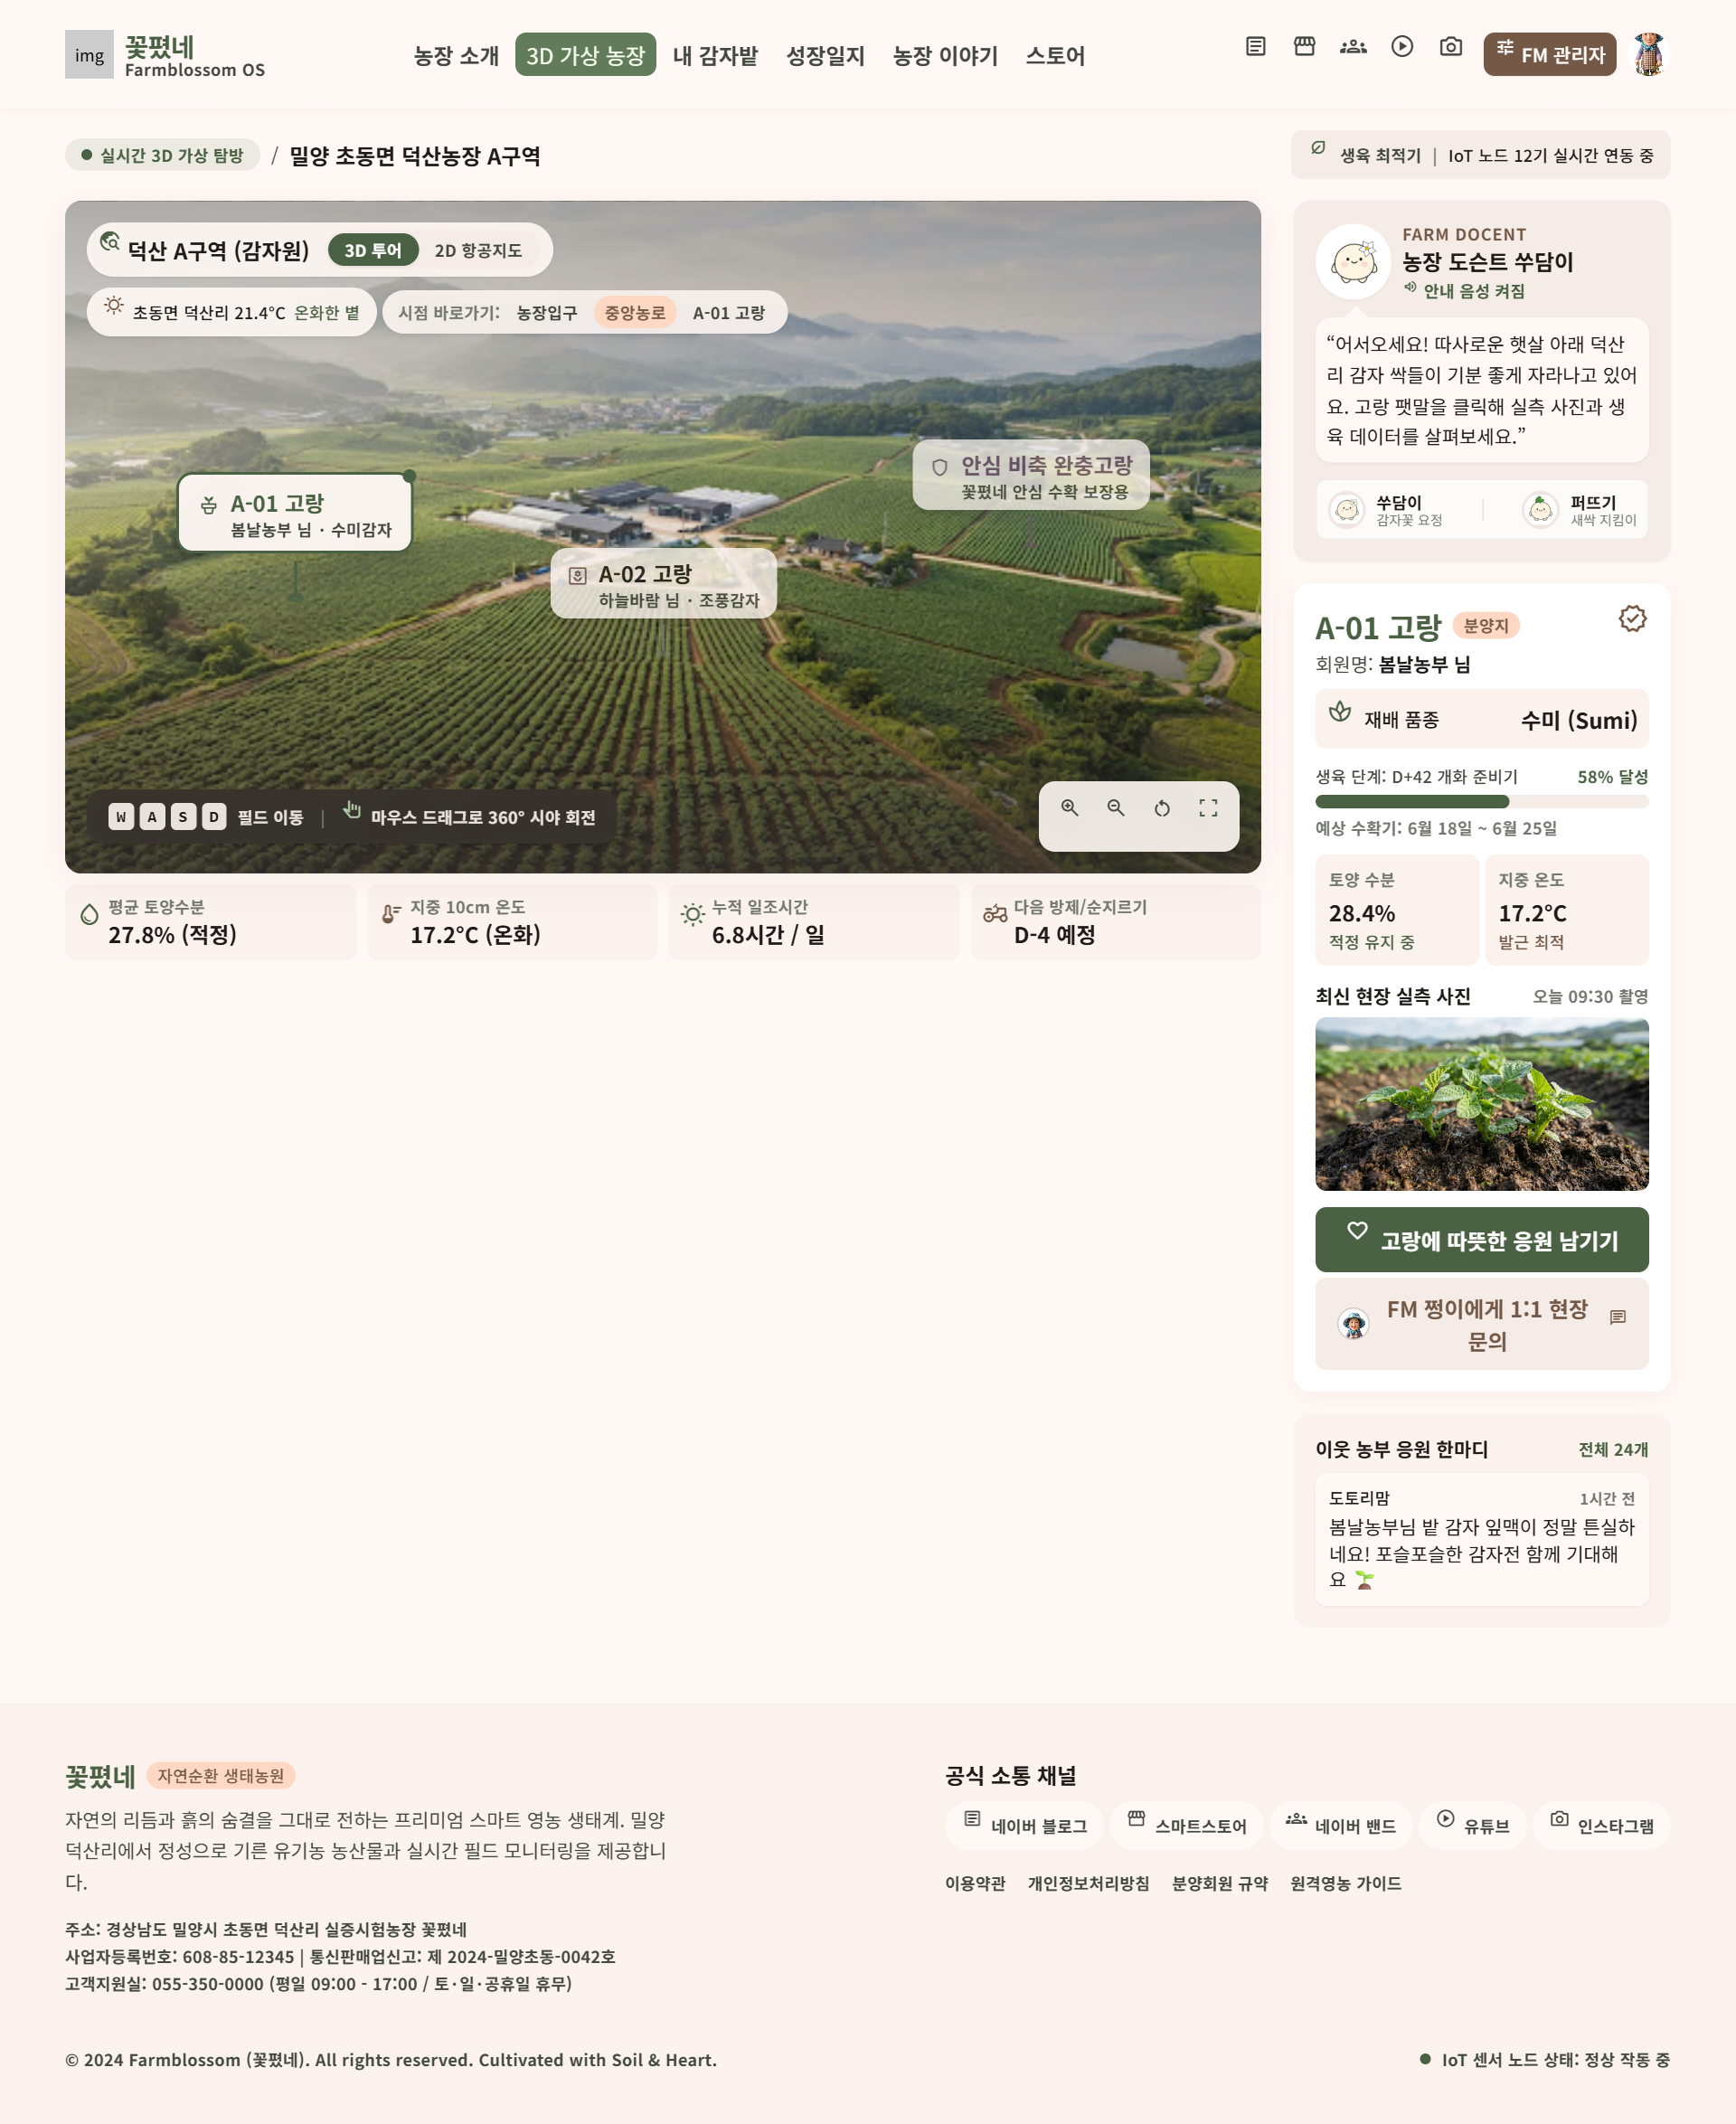 img
꽃폈네
Farmblossom OS
농장 소개
3D 가상 농장
내 감자밭
성장일지
농장 이야기
스토어
FM 관리자
실시간 3D 가상 탐방
/ 밀양 초동면 덕산농장 A구역
생육 최적기 | IoT 노드 12기 실시간 연동 중
덕산 A구역 (감자원)
3D 투어
2D 항공지도
초동면 덕산리 21.4°C 온화한 볕
시점 바로가기: 농장입구 중앙농로 A-01 고랑
A-01 고랑
봄날농부 님 · 수미감자
A-02 고랑
하늘바람 님 · 조풍감자
안심 비축 완충고랑
꽃폈네 안심 수확 보장용
W A S D 필드 이동 | 마우스 드래그로 360° 시야 회전
평균 토양수분
27.8% (적정)
지중 10cm 온도
17.2°C (온화)
누적 일조시간
6.8시간 / 일
다음 방제/순지르기
D-4 예정
FARM DOCENT
농장 도슨트 쑤담이
안내 음성 켜짐
“어서오세요! 따사로운 햇살 아래 덕산
리 감자 싹들이 기분 좋게 자라나고 있어
요. 고랑 팻말을 클릭해 실측 사진과 생
육 데이터를 살펴보세요.”
쑤담이
감자꽃 요정
퍼뜨기
새싹 지킴이
A-01 고랑
분양지
회원명: 봄날농부 님
재배 품종
수미 (Sumi)
생육 단계: D+42 개화 준비기
58% 달성
예상 수확기: 6월 18일 ~ 6월 25일
토양 수분
28.4%
적정 유지 중
지중 온도
17.2°C
발근 최적
최신 현장 실측 사진
오늘 09:30 촬영
고랑에 따뜻한 응원 남기기
FM 쩡이에게 1:1 현장
문의
이웃 농부 응원 한마디
전체 24개
도토리맘
1시간 전
봄날농부님 밭 감자 잎맥이 정말 튼실하
네요! 포슬포슬한 감자전 함께 기대해
요 🌱
꽃폈네
자연순환 생태농원
자연의 리듬과 흙의 숨결을 그대로 전하는 프리미엄 스마트 영농 생태계. 밀양
덕산리에서 정성으로 기른 유기농 농산물과 실시간 필드 모니터링을 제공합니
다.
주소: 경상남도 밀양시 초동면 덕산리 실증시험농장 꽃폈네
사업자등록번호: 608-85-12345 | 통신판매업신고: 제 2024-밀양초동-0042호
고객지원실: 055-350-0000 (평일 09:00 - 17:00 / 토·일·공휴일 휴무)
공식 소통 채널
네이버 블로그
스마트스토어
네이버 밴드
유튜브
인스타그램
이용약관
개인정보처리방침
분양회원 규약
원격영농 가이드
© 2024 Farmblossom (꽃폈네). All rights reserved. Cultivated with Soil & Heart.
IoT 센서 노드 상태: 정상 작동 중